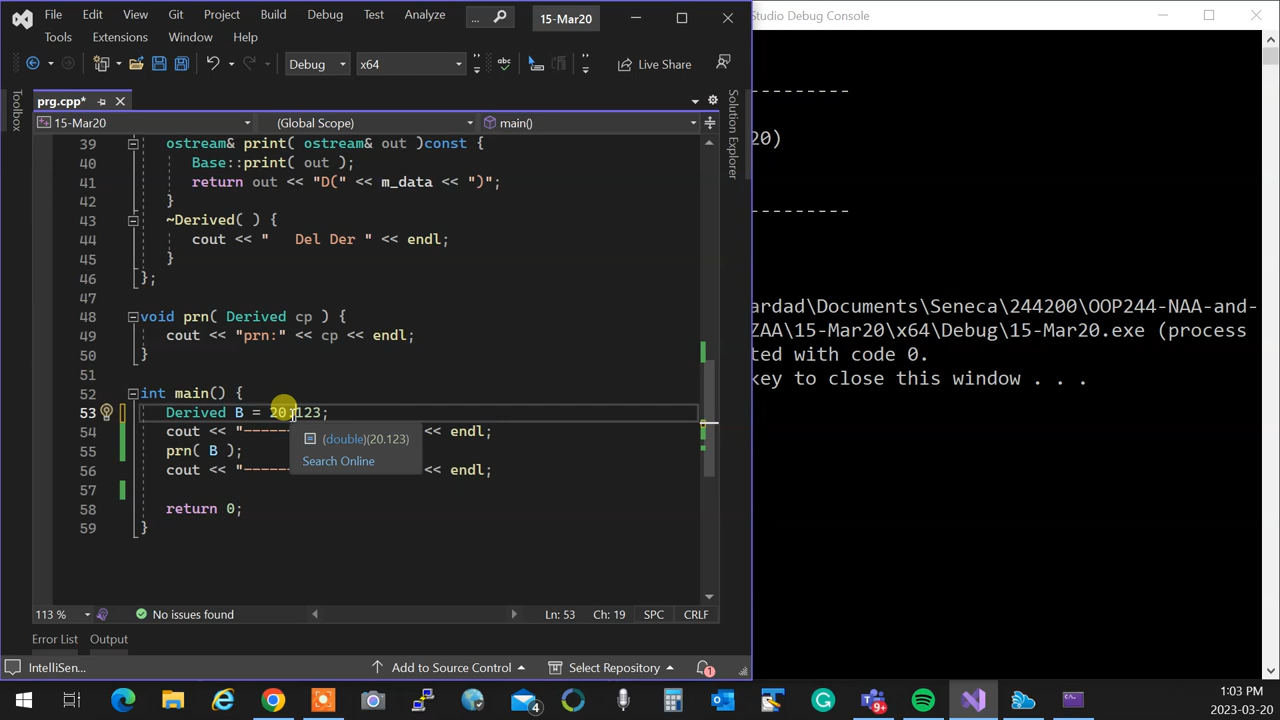 File Edit View Git Project Build Debug Test Analyze ... 15-Mar20
Tools Extensions Window Help
Debug x64 Live Share
prg.cpp*
15-Mar20 (Global Scope) main()
39 ostream& print( ostream& out )const {
40 Base::print( out );
41 return out << "D(" << m_data << ")";
42 }
43 ~Derived( ) {
44 cout << "   Del Der " << endl;
45 }
46 };
47
48 void prn( Derived cp ) {
49 cout << "prn:" << cp << endl;
50 }
51
52 int main() {
53 Derived B = 20.123;
54 cout << "------ << endl;
55 prn( B );
56 cout << "------ << endl;
57
58 return 0;
59 }
(double)(20.123)
Search Online
113 % No issues found Ln: 53 Ch: 19 SPC CRLF
Error List Output
IntelliSen... Add to Source Control Select Repository 1
Toolbox
Solution Explorer
Studio Debug Console
---------
20)
---------
ardad\Documents\Seneca\244200\OOP244-NAA-and-
ZAA\15-Mar20\x64\Debug\15-Mar20.exe (process
ted with code 0.
key to close this window . . .
4 9+
1:03 PM
2023-03-20